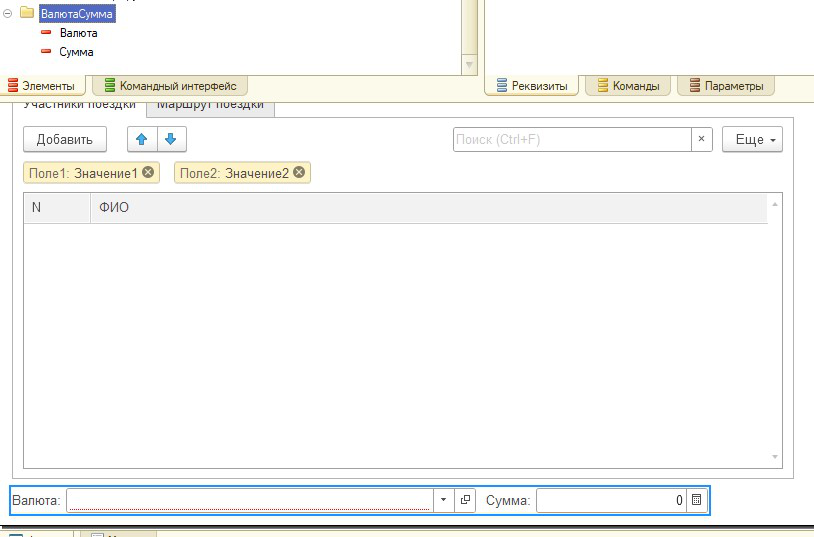 ВалютаСумма
Валюта
Сумма
Элементы Командный интерфейс Реквизиты Команды Параметры
Участники поездки Маршрут поездки
Добавить Поиск (Ctrl+F) × Еще
Поле1: Значение1 Поле2: Значение2
N ФИО
Валюта: Сумма: 0